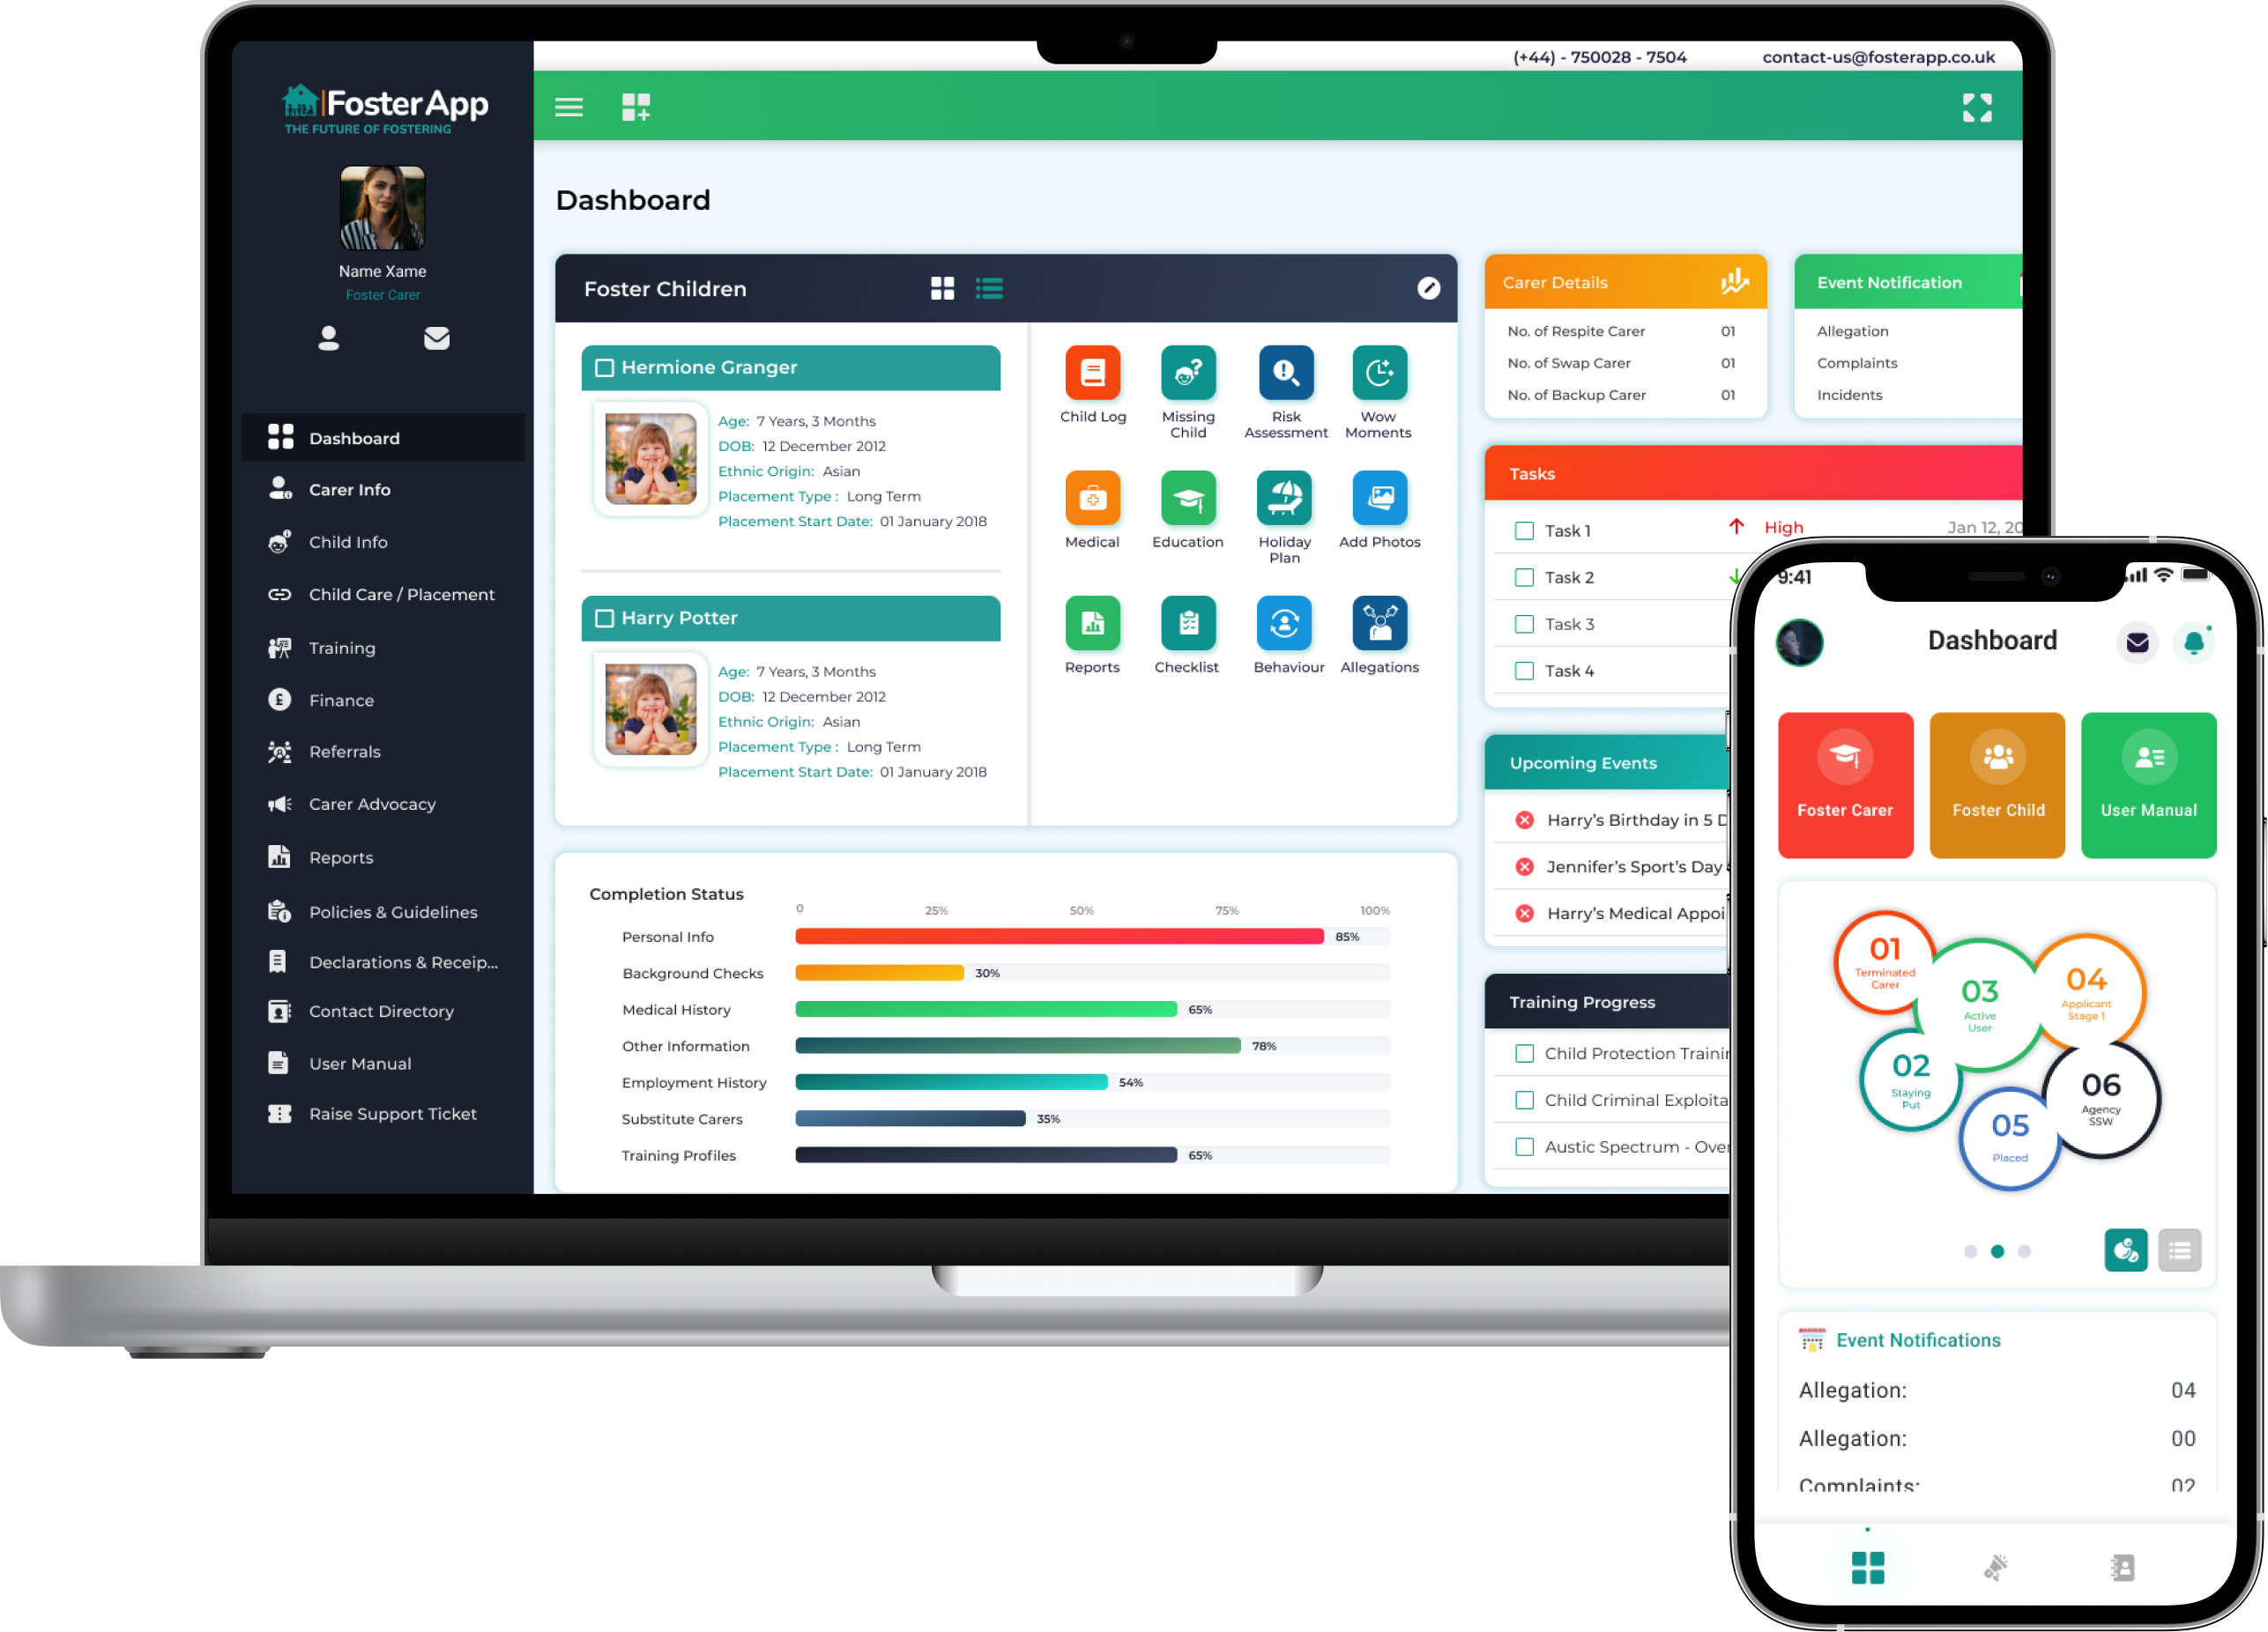 (+44) - 750028 - 7504
contact-us@fosterapp.co.uk
FosterApp
THE FUTURE OF FOSTERING
Name Xame
Foster Carer
Dashboard
Carer Info
Child Info
Child Care / Placement
Training
Finance
Referrals
Carer Advocacy
Reports
Policies & Guidelines
Declarations & Receip...
Contact Directory
User Manual
Raise Support Ticket
Dashboard
Foster Children
Hermione Granger
Age: 7 Years, 3 Months
DOB: 12 December 2012
Ethnic Origin: Asian
Placement Type : Long Term
Placement Start Date: 01 January 2018
Harry Potter
Age: 7 Years, 3 Months
DOB: 12 December 2012
Ethnic Origin: Asian
Placement Type : Long Term
Placement Start Date: 01 January 2018
Child Log
Missing
Child
Risk
Assessment
Wow
Moments
Medical
Education
Holiday
Plan
Add Photos
Reports
Checklist
Behaviour
Allegations
Completion Status
0 25% 50% 75% 100%
Personal Info 85%
Background Checks 30%
Medical History 65%
Other Information 78%
Employment History 54%
Substitute Carers 35%
Training Profiles 65%
Carer Details
No. of Respite Carer 01
No. of Swap Carer 01
No. of Backup Carer 01
Event Notification
Allegation
Complaints
Incidents
Tasks
Task 1 High Jan 12, 20
Task 2
Task 3
Task 4
Upcoming Events
Harry's Birthday in 5 D
Jennifer's Sport's Day
Harry's Medical Appoi
Training Progress
Child Protection Trainin
Child Criminal Exploita
Austic Spectrum - Over
9:41
Dashboard
Foster Carer
Foster Child
User Manual
01
Terminated
Carer
03
Active
User
04
Applicant
Stage 1
02
Staying
Put
05
Placed
06
Agency
SSW
Event Notifications
Allegation: 04
Allegation: 00
Complaints: 02